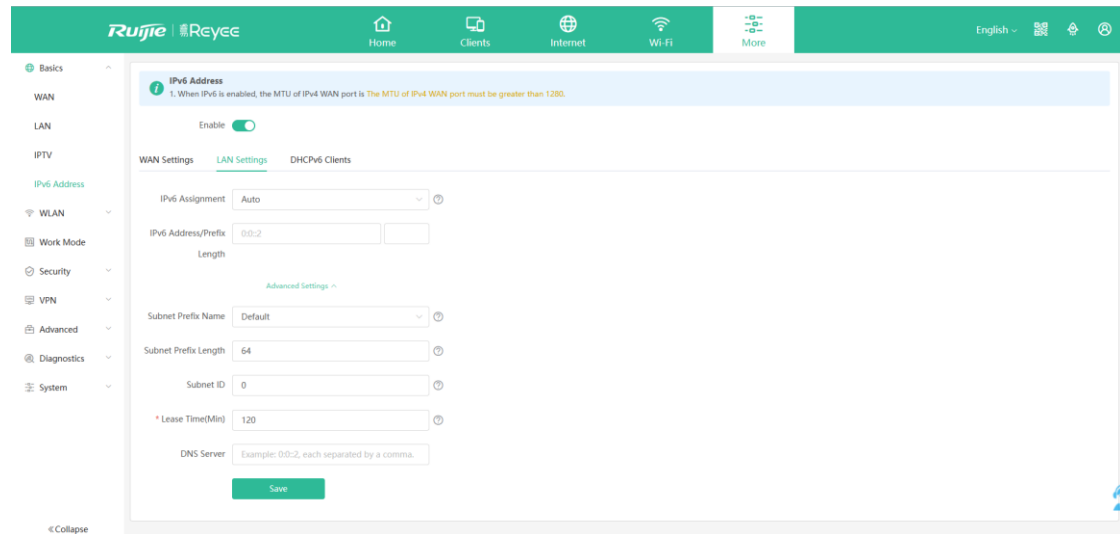 Ruijie Reyee
Home
Clients
Internet
Wi-Fi
More
English
Basics
WAN
LAN
IPTV
IPv6 Address
WLAN
Work Mode
Security
VPN
Advanced
Diagnostics
System
«Collapse
IPv6 Address
1. When IPv6 is enabled, the MTU of IPv4 WAN port is The MTU of IPv4 WAN port must be greater than 1280.
Enable
WAN Settings LAN Settings DHCPv6 Clients
IPv6 Assignment Auto
IPv6 Address/Prefix 0:0::2
Length
Advanced Settings
Subnet Prefix Name Default
Subnet Prefix Length 64
Subnet ID 0
* Lease Time(Min) 120
DNS Server Example: 0:0::2, each separated by a comma.
Save